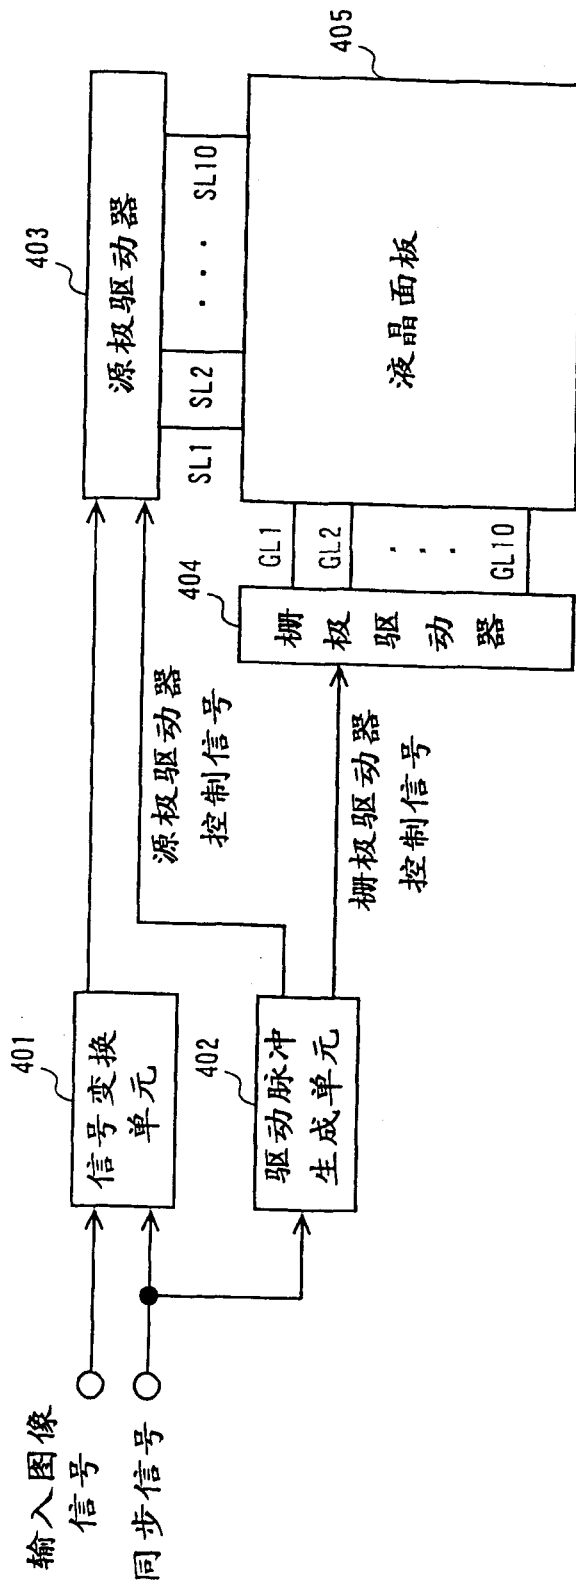 输入图像
信号
同步信号
401
信号变换
单元
402
驱动脉冲
生成单元
源极驱动器
控制信号
栅极驱动器
控制信号
403
源极驱动器
SL1
SL2
· · ·
SL10
404
栅极驱动器
GL1
GL2
· · ·
GL10
405
液晶面板